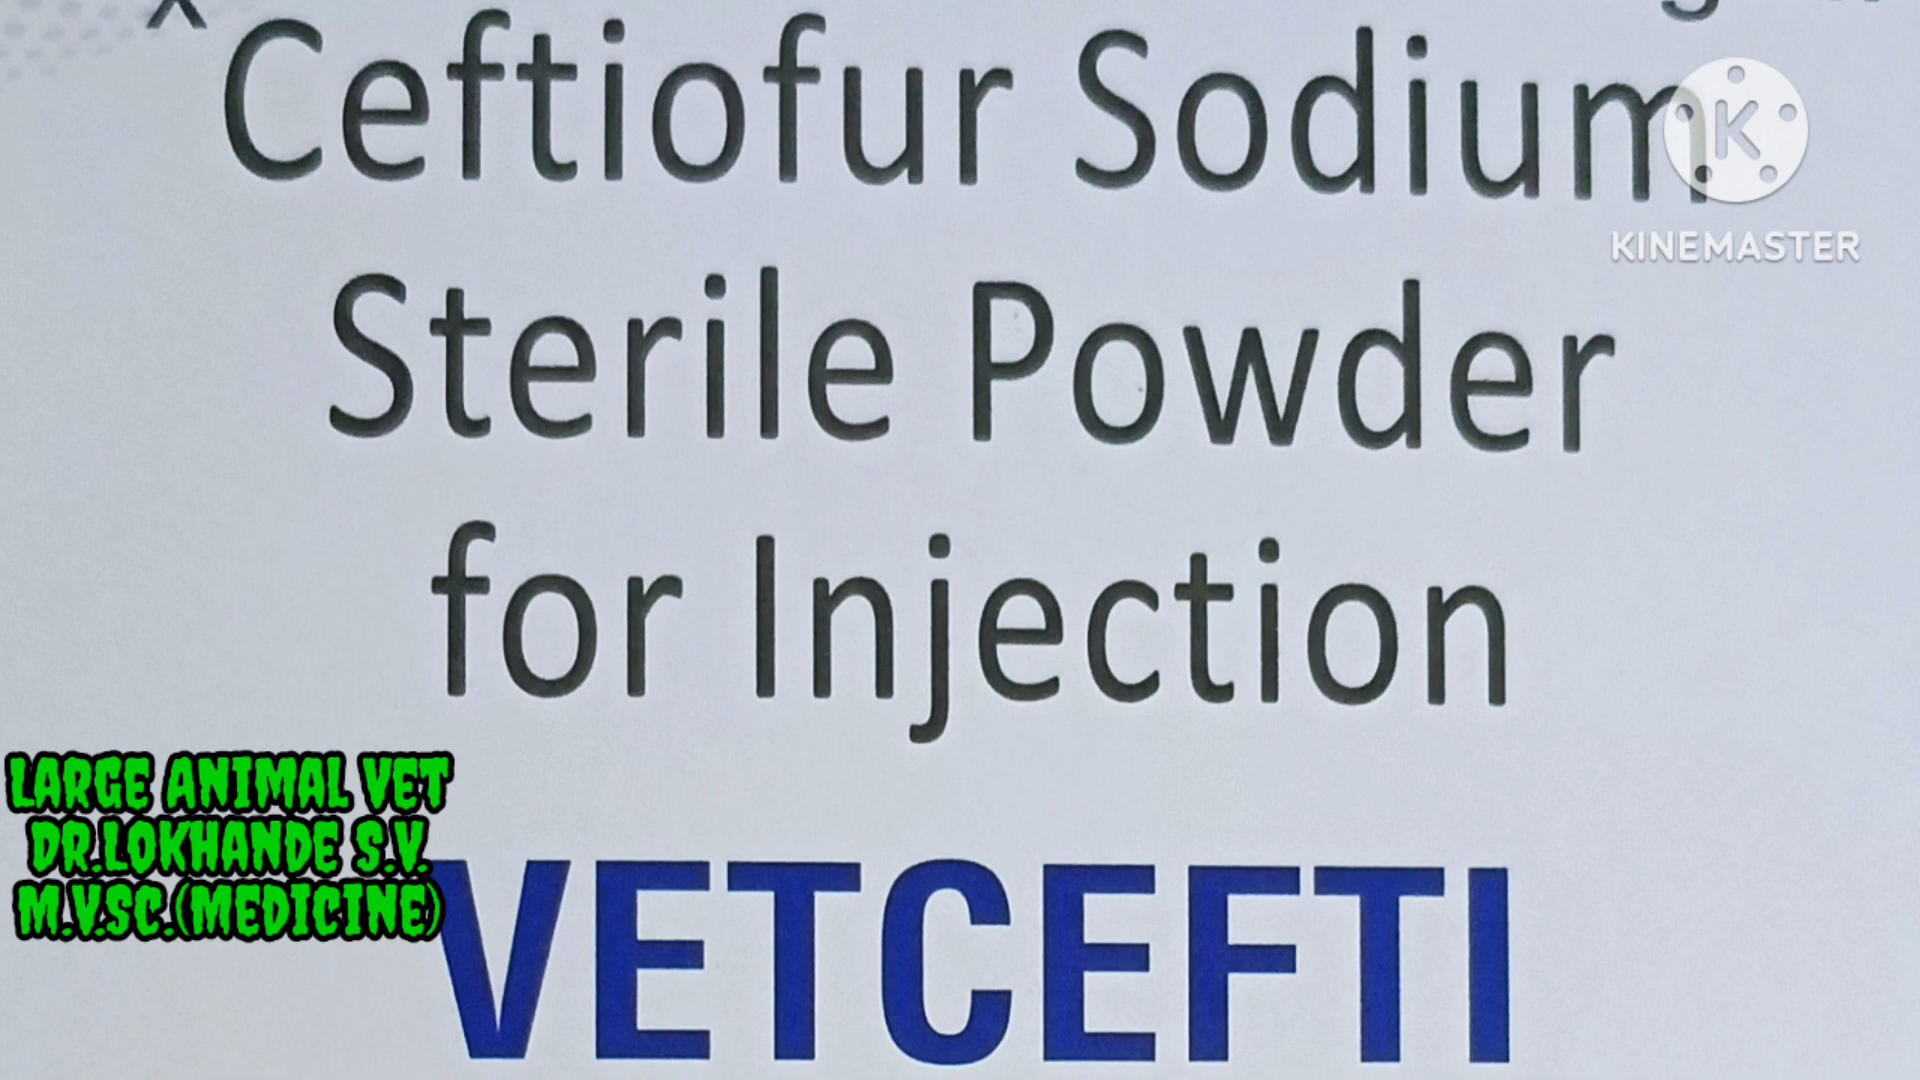 Ceftiofur Sodium
K
KINEMASTER
Sterile Powder
for Injection
LARGE ANIMAL VET
DR.LOKHANDE S.V.
M.V.SC.(MEDICINE)
VETCEFTI